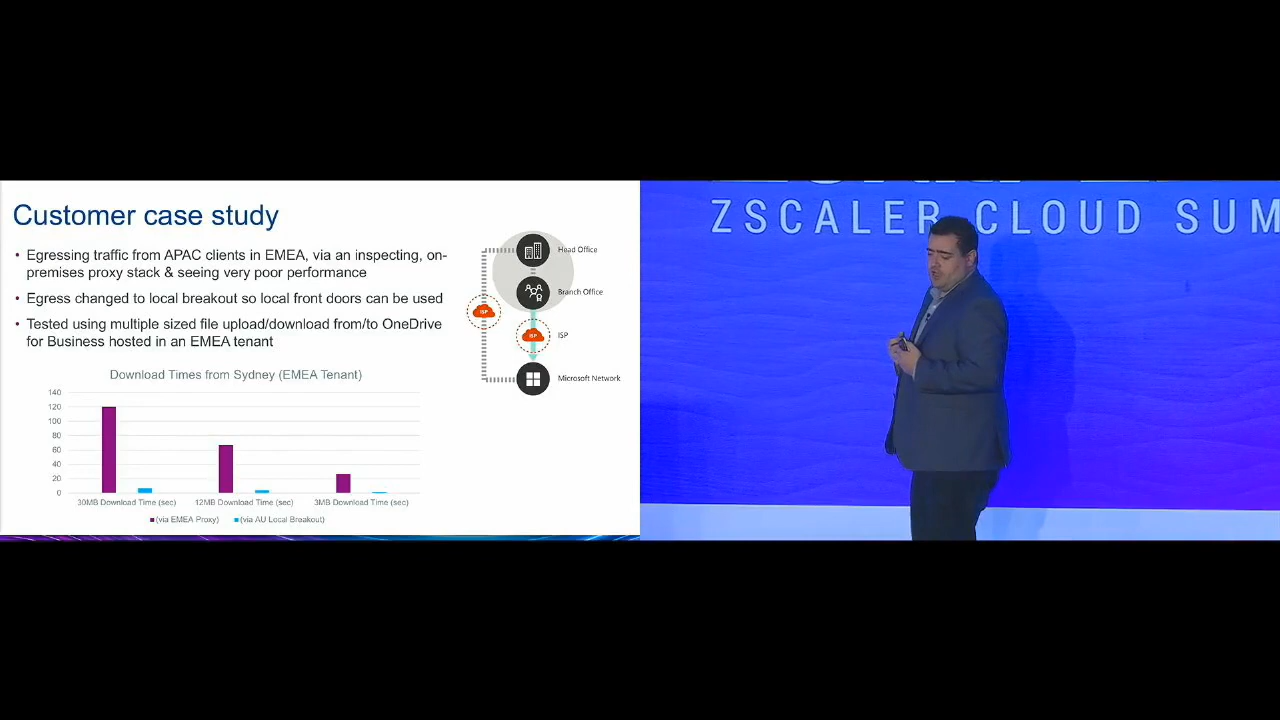 Customer case study
• Egressing traffic from APAC clients in EMEA, via an inspecting, on-
premises proxy stack & seeing very poor performance
• Egress changed to local breakout so local front doors can be used
• Tested using multiple sized file upload/download from/to OneDrive
for Business hosted in an EMEA tenant
Download Times from Sydney (EMEA Tenant)
140
120
100
80
60
40
20
0
30MB Download Time (sec)
12MB Download Time (sec)
3MB Download Time (sec)
(via EMEA Proxy)
(via AU Local Breakout)
Head Office
Branch Office
ISP
ISP
ISP
Microsoft Network
ZSCALER CLOUD SUM